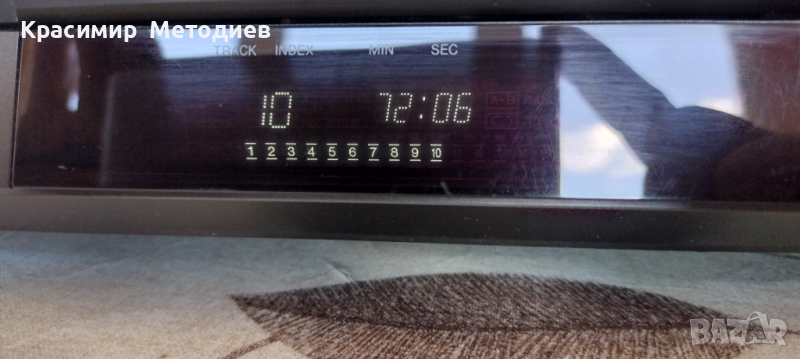 Красимир Методиев
TRACK INDEX MIN SEC
10 72:06
1 2 3 4 5 6 7 8 9 10
BAZAR